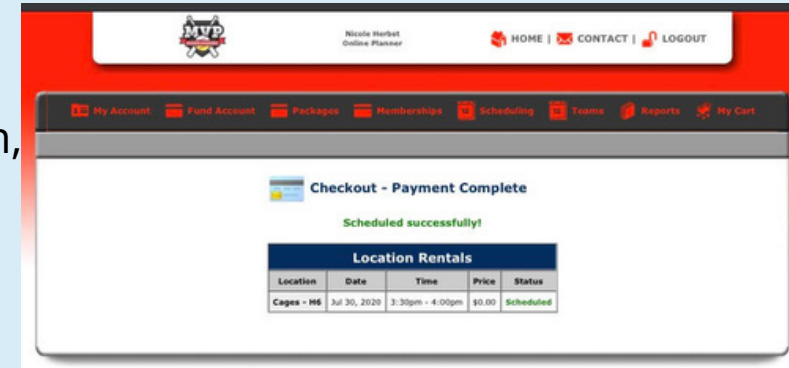 MVP
Nicole Herbst
Online Planner
HOME | CONTACT | LOGOUT
My Account Fund Account Packages Memberships Scheduling Teams Reports My Cart
n,
Checkout - Payment Complete
Scheduled successfully!
Location Rentals
Location Date Time Price Status
Cages - H6 Jul 30, 2020 3:30pm - 4:00pm $0.00 Scheduled